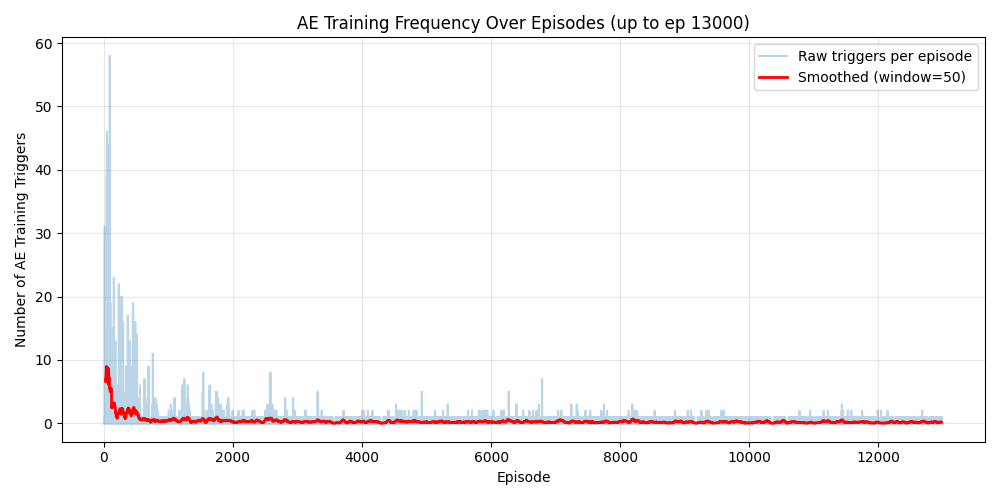 AE Training Frequency Over Episodes (up to ep 13000)
Raw triggers per episode
Smoothed (window=50)
Number of AE Training Triggers
60
50
40
30
20
10
0
0 2000 4000 6000 8000 10000 12000
Episode